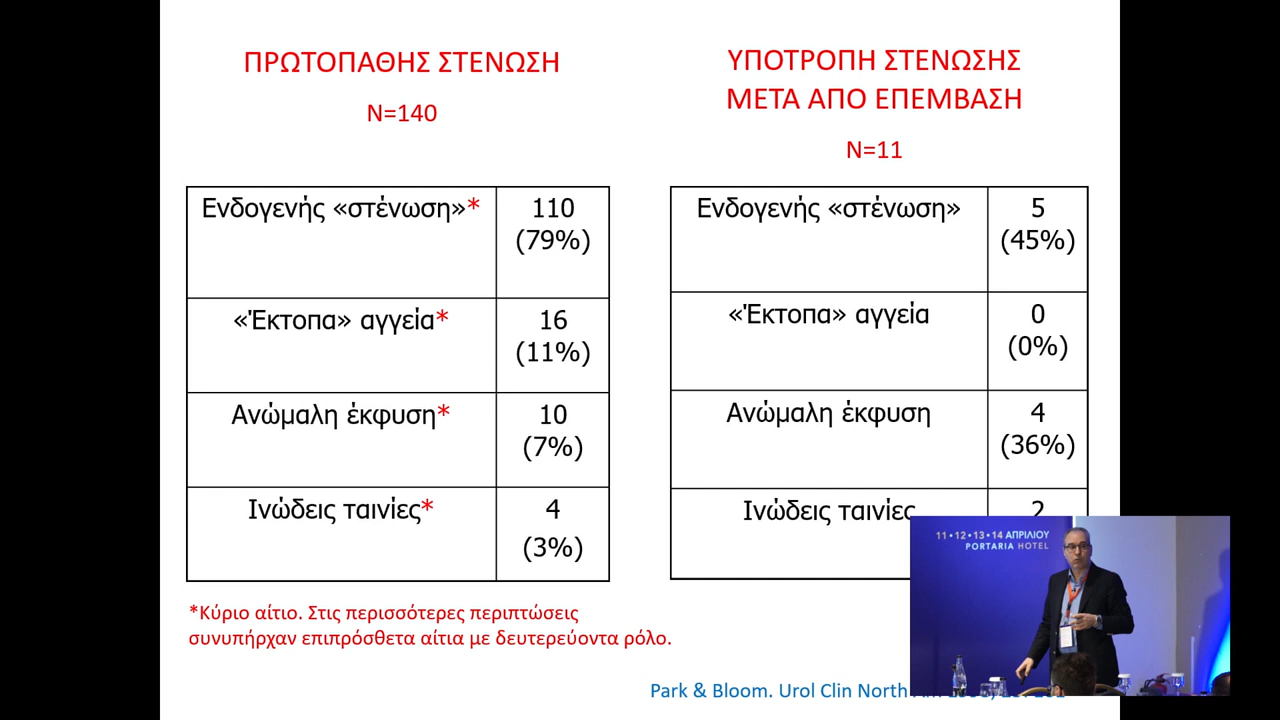 ΠΡΩΤΟΠΑΘΗΣ ΣΤΕΝΩΣΗ
N=140
Ενδογενής «στένωση»*
110
(79%)
«Έκτοπα» αγγεία*
16
(11%)
Ανώμαλη έκφυση*
10
(7%)
Ινώδεις ταινίες*
4
(3%)
*Κύριο αίτιο. Στις περισσότερες περιπτώσεις
συνυπήρχαν επιπρόσθετα αίτια με δευτερεύοντα ρόλο.
ΥΠΟΤΡΟΠΗ ΣΤΕΝΩΣΗΣ
ΜΕΤΑ ΑΠΟ ΕΠΕΜΒΑΣΗ
N=11
Ενδογενής «στένωση»
5
(45%)
«Έκτοπα» αγγεία
0
(0%)
Ανώμαλη έκφυση
4
(36%)
Ινώδεις ταινίες
2
Park & Bloom. Urol Clin North
11•12•13•14 ΑΠΡΙΛΙΟΥ
PORTARIA HOTEL